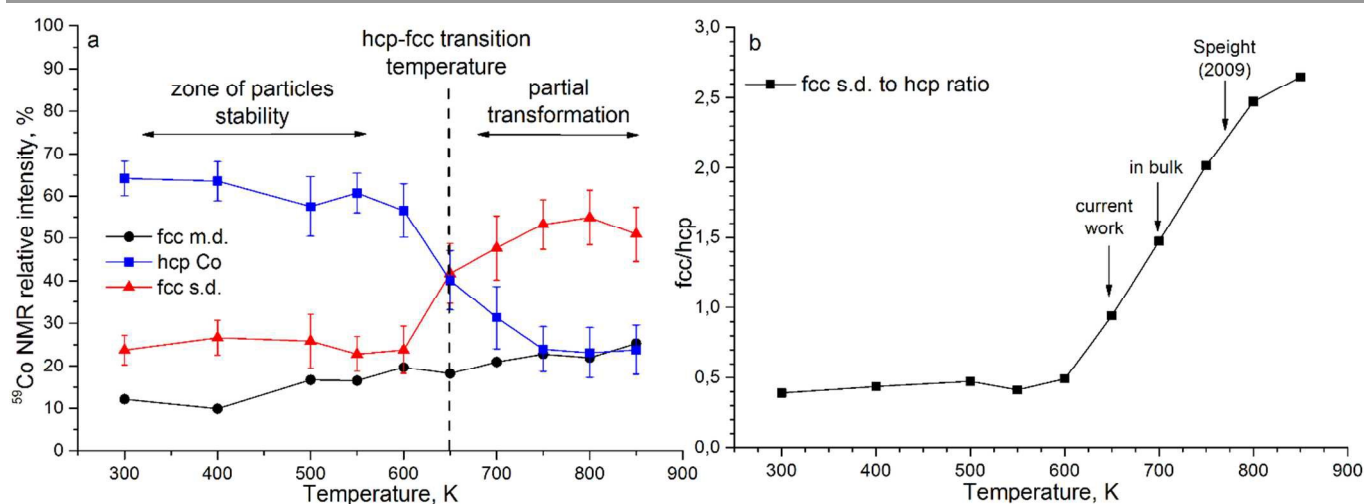 a
hcp-fcc transition
temperature
zone of particles
stability
partial
transformation
fcc m.d.
hcp Co
fcc s.d.
⁵⁹Co NMR relative intensity, %
100
90
80
70
60
50
40
30
20
10
0
300 400 500 600 700 800 900
Temperature, K
b
fcc s.d. to hcp ratio
Speight
(2009)
in bulk
current
work
fcc/hcp
3,0
2,5
2,0
1,5
1,0
0,5
0,0
300 400 500 600 700 800 900
Temperature, K